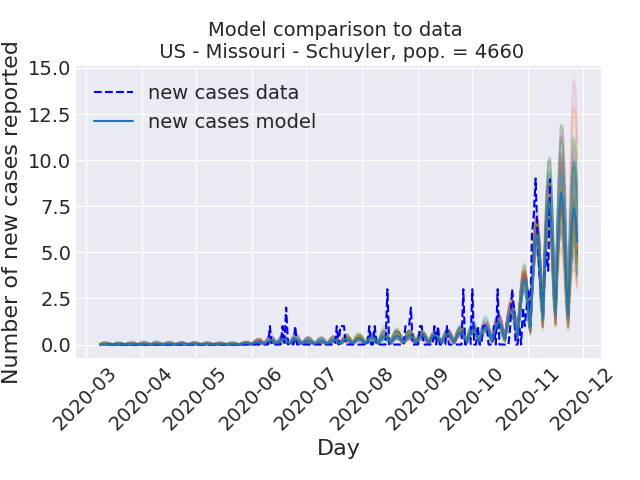 Model comparison to data
US - Missouri - Schuyler, pop. = 4660
Number of new cases reported
15.0
12.5
10.0
7.5
5.0
2.5
0.0
new cases data
new cases model
2020-03
2020-04
2020-05
2020-06
2020-07
2020-08
2020-09
2020-10
2020-11
2020-12
Day